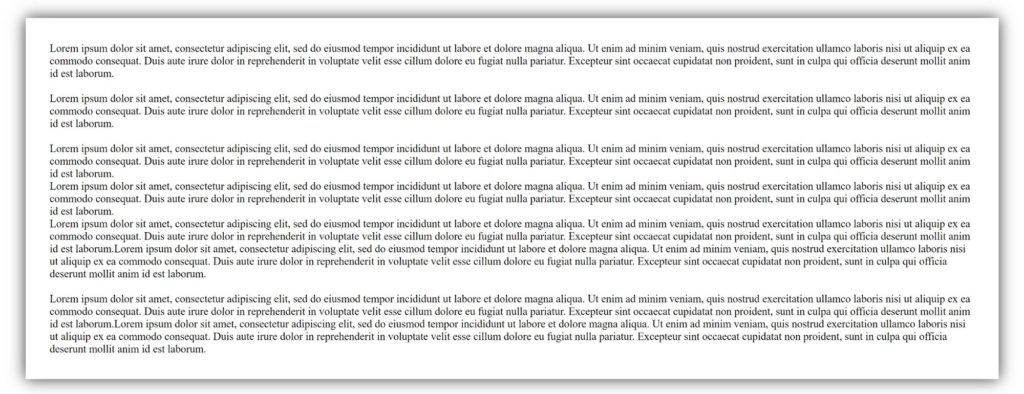 Lorem ipsum dolor sit amet, consectetur adipiscing elit, sed do eiusmod tempor incididunt ut labore et dolore magna aliqua. Ut enim ad minim veniam, quis nostrud exercitation ullamco laboris nisi ut aliquip ex ea
commodo consequat. Duis aute irure dolor in reprehenderit in voluptate velit esse cillum dolore eu fugiat nulla pariatur. Excepteur sint occaecat cupidatat non proident, sunt in culpa qui officia deserunt mollit anim
id est laborum.
Lorem ipsum dolor sit amet, consectetur adipiscing elit, sed do eiusmod tempor incididunt ut labore et dolore magna aliqua. Ut enim ad minim veniam, quis nostrud exercitation ullamco laboris nisi ut aliquip ex ea
commodo consequat. Duis aute irure dolor in reprehenderit in voluptate velit esse cillum dolore eu fugiat nulla pariatur. Excepteur sint occaecat cupidatat non proident, sunt in culpa qui officia deserunt mollit anim
id est laborum.
Lorem ipsum dolor sit amet, consectetur adipiscing elit, sed do eiusmod tempor incididunt ut labore et dolore magna aliqua. Ut enim ad minim veniam, quis nostrud exercitation ullamco laboris nisi ut aliquip ex ea
commodo consequat. Duis aute irure dolor in reprehenderit in voluptate velit esse cillum dolore eu fugiat nulla pariatur. Excepteur sint occaecat cupidatat non proident, sunt in culpa qui officia deserunt mollit anim
id est laborum.
Lorem ipsum dolor sit amet, consectetur adipiscing elit, sed do eiusmod tempor incididunt ut labore et dolore magna aliqua. Ut enim ad minim veniam, quis nostrud exercitation ullamco laboris nisi ut aliquip ex ea
commodo consequat. Duis aute irure dolor in reprehenderit in voluptate velit esse cillum dolore eu fugiat nulla pariatur. Excepteur sint occaecat cupidatat non proident, sunt in culpa qui officia deserunt mollit anim
id est laborum.
Lorem ipsum dolor sit amet, consectetur adipiscing elit, sed do eiusmod tempor incididunt ut labore et dolore magna aliqua. Ut enim ad minim veniam, quis nostrud exercitation ullamco laboris nisi ut aliquip ex ea
commodo consequat. Duis aute irure dolor in reprehenderit in voluptate velit esse cillum dolore eu fugiat nulla pariatur. Excepteur sint occaecat cupidatat non proident, sunt in culpa qui officia deserunt mollit anim
id est laborum.Lorem ipsum dolor sit amet, consectetur adipiscing elit, sed do eiusmod tempor incididunt ut labore et dolore magna aliqua. Ut enim ad minim veniam, quis nostrud exercitation ullamco laboris nisi
ut aliquip ex ea commodo consequat. Duis aute irure dolor in reprehenderit in voluptate velit esse cillum dolore eu fugiat nulla pariatur. Excepteur sint occaecat cupidatat non proident, sunt in culpa qui officia
deserunt mollit anim id est laborum.
Lorem ipsum dolor sit amet, consectetur adipiscing elit, sed do eiusmod tempor incididunt ut labore et dolore magna aliqua. Ut enim ad minim veniam, quis nostrud exercitation ullamco laboris nisi ut aliquip ex ea
commodo consequat. Duis aute irure dolor in reprehenderit in voluptate velit esse cillum dolore eu fugiat nulla pariatur. Excepteur sint occaecat cupidatat non proident, sunt in culpa qui officia deserunt mollit anim
id est laborum.Lorem ipsum dolor sit amet, consectetur adipiscing elit, sed do eiusmod tempor incididunt ut labore et dolore magna aliqua. Ut enim ad minim veniam, quis nostrud exercitation ullamco laboris nisi
ut aliquip ex ea commodo consequat. Duis aute irure dolor in reprehenderit in voluptate velit esse cillum dolore eu fugiat nulla pariatur. Excepteur sint occaecat cupidatat non proident, sunt in culpa qui officia
deserunt mollit anim id est laborum.